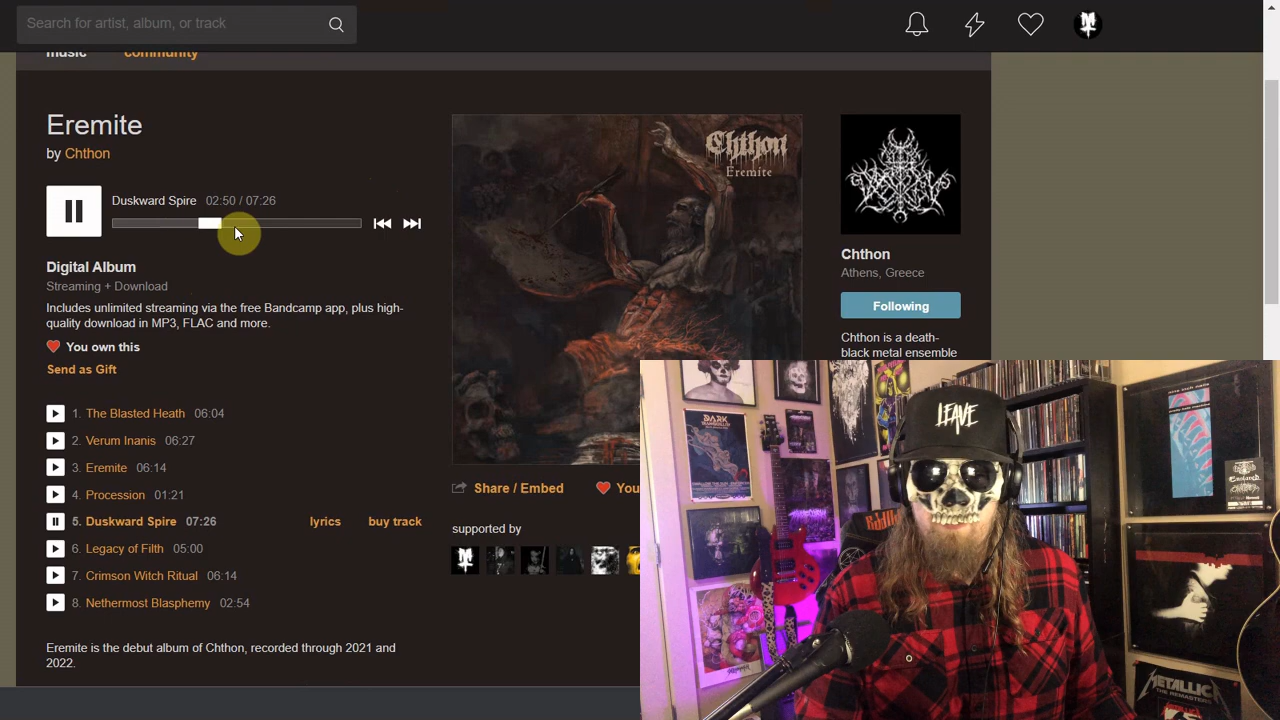 Search for artist, album, or track
music
community
Eremite
by Chthon
Duskward Spire 02:50 / 07:26
Digital Album
Streaming + Download
Includes unlimited streaming via the free Bandcamp app, plus high-
quality download in MP3, FLAC and more.
You own this
Send as Gift
1. The Blasted Heath 06:04
2. Verum Inanis 06:27
3. Eremite 06:14
4. Procession 01:21
5. Duskward Spire 07:26 lyrics buy track
6. Legacy of Filth 05:00
7. Crimson Witch Ritual 06:14
8. Nethermost Blasphemy 02:54
Eremite is the debut album of Chthon, recorded through 2021 and
2022.
Chthon
Eremite
Share / Embed
You
supported by
Chthon
Athens, Greece
Following
Chthon is a death-
black metal ensemble
LEAVE
DARK
TRANQUILLITY
METALLICA
THE REMASTERS